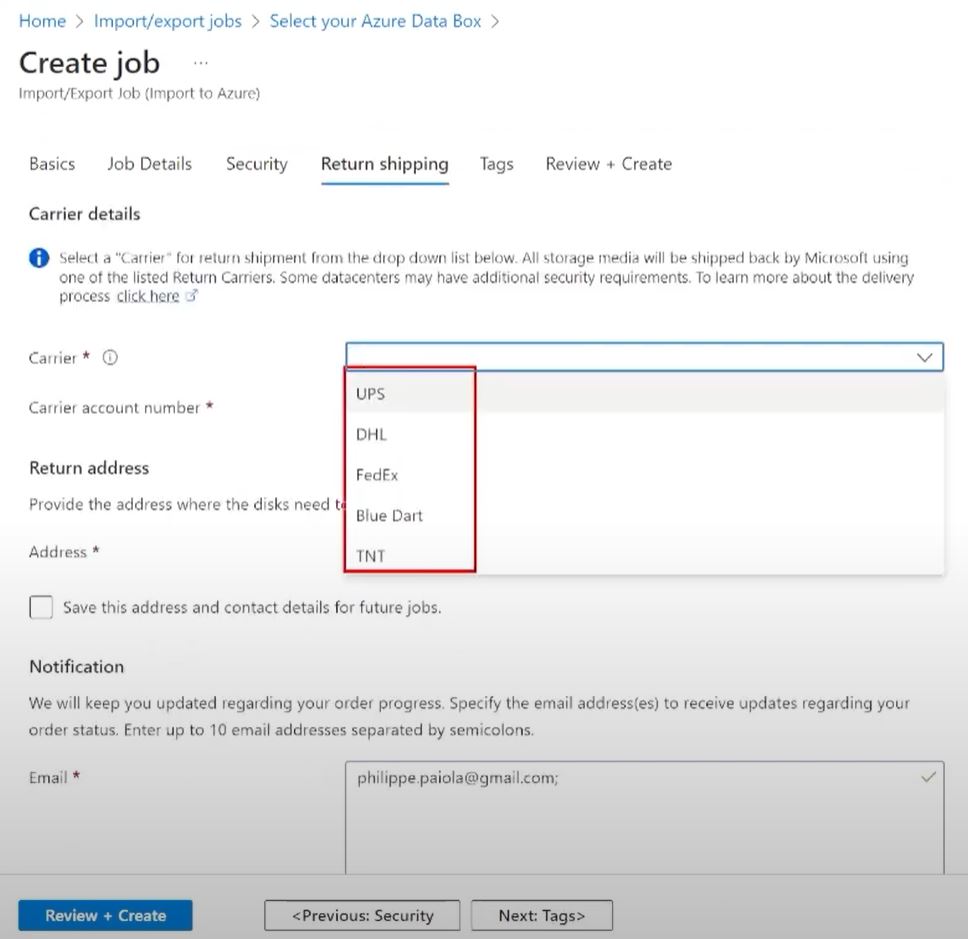 Home > Import/export jobs > Select your Azure Data Box >
Create job ...
Import/Export Job (Import to Azure)
Basics Job Details Security Return shipping Tags Review + Create
Carrier details
Select a "Carrier" for return shipment from the drop down list below. All storage media will be shipped back by Microsoft using
one of the listed Return Carriers. Some datacenters may have additional security requirements. To learn more about the delivery
process click here
Carrier *
UPS
Carrier account number *
DHL
Return address
FedEx
Provide the address where the disks need
Blue Dart
Address *
TNT
Save this address and contact details for future jobs.
Notification
We will keep you updated regarding your order progress. Specify the email address(es) to receive updates regarding your
order status. Enter up to 10 email addresses separated by semicolons.
Email * philippe.paiola@gmail.com;
Review + Create <Previous: Security Next: Tags>